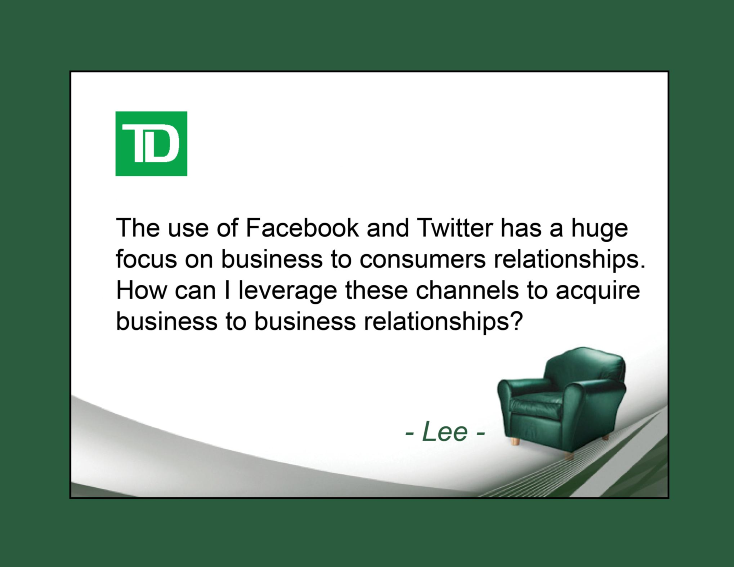 TD
The use of Facebook and Twitter has a huge
focus on business to consumers relationships.
How can I leverage these channels to acquire
business to business relationships?
- Lee -